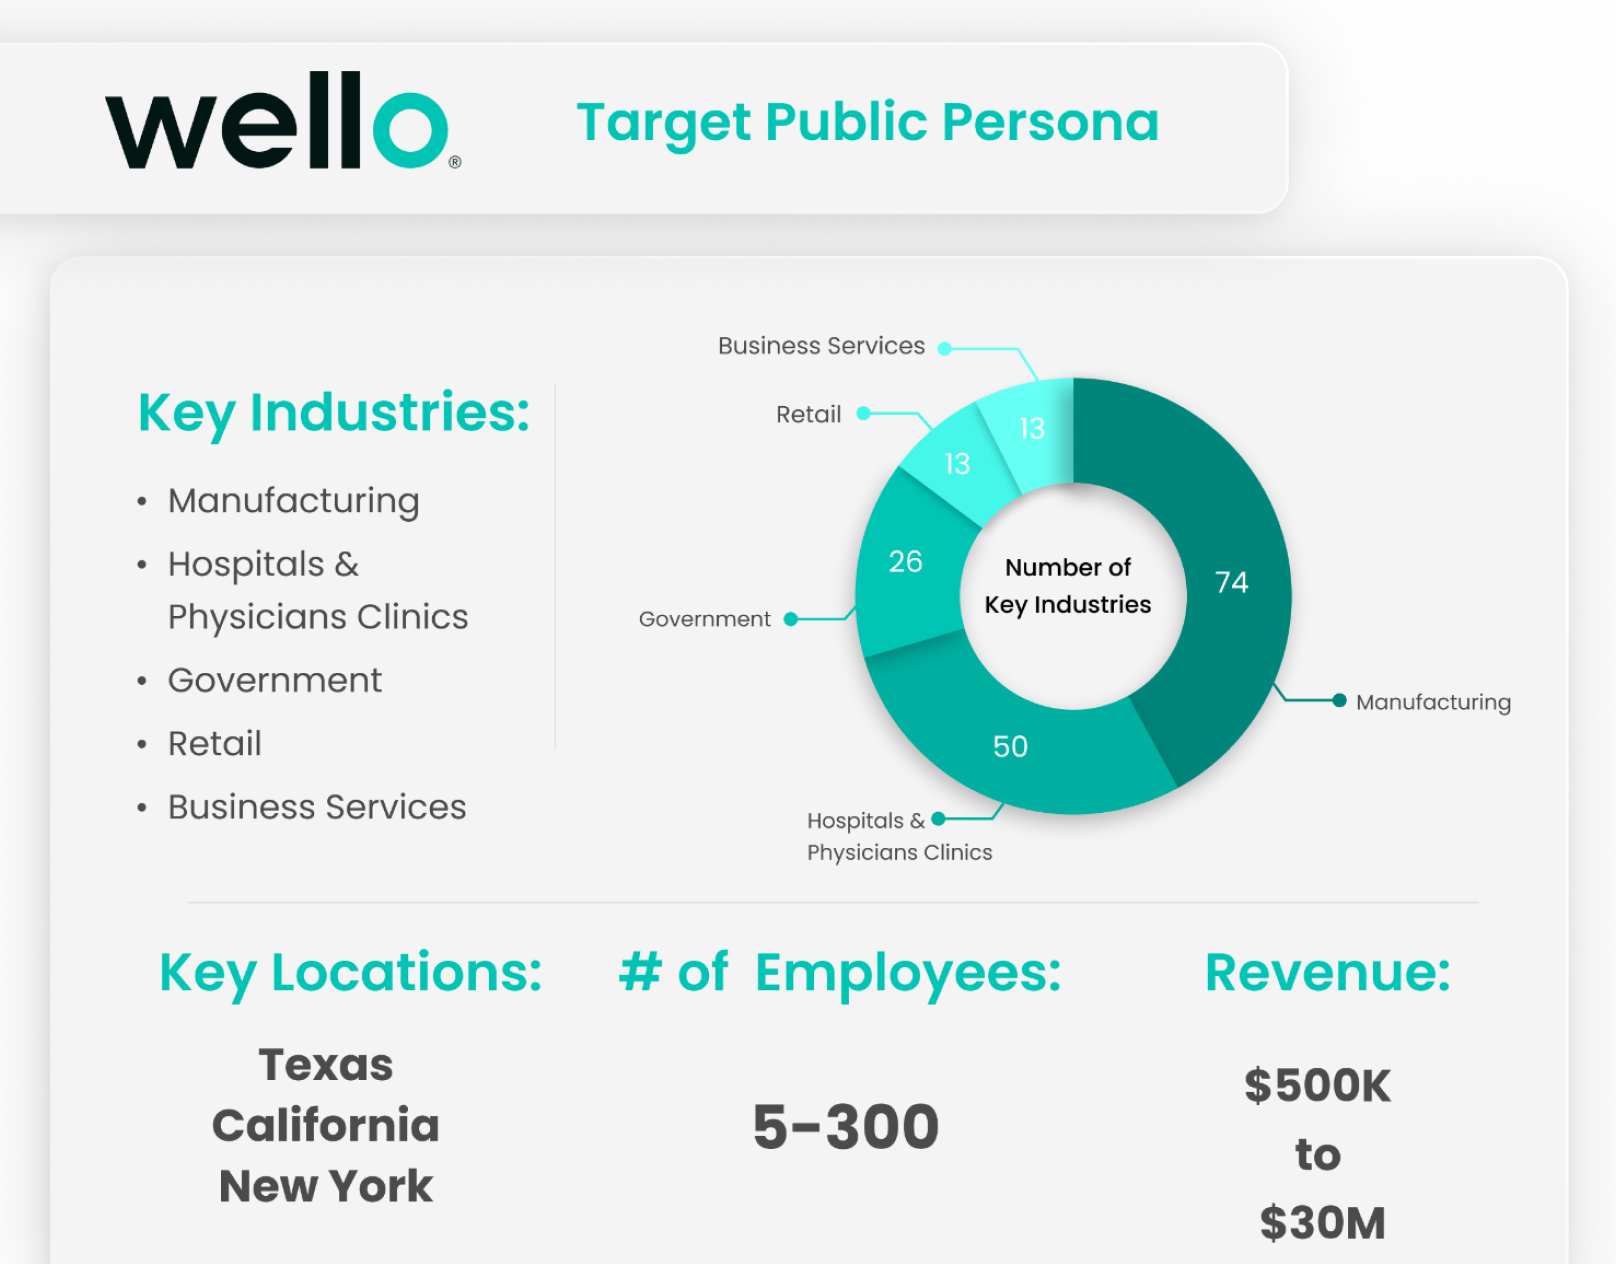 wello®
Target Public Persona
Key Industries:
• Manufacturing
• Hospitals &
Physicians Clinics
• Government
• Retail
• Business Services
Business Services
Retail
Government
Hospitals &
Physicians Clinics
Manufacturing
13
13
26
50
74
Number of
Key Industries
Key Locations:
Texas
California
New York
# of Employees:
5-300
Revenue:
$500K
to
$30M